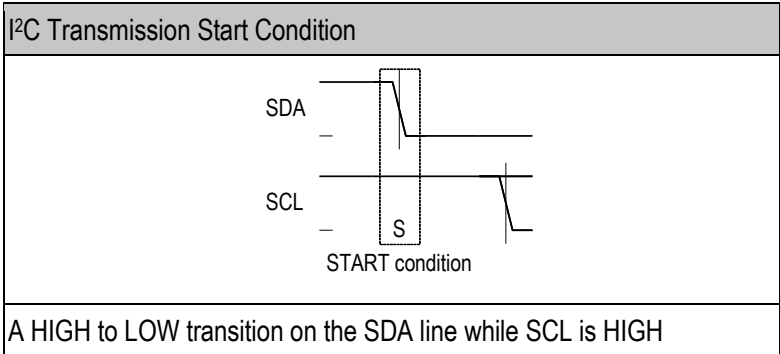 I²C Transmission Start Condition
SDA
SCL
S
START condition
A HIGH to LOW transition on the SDA line while SCL is HIGH